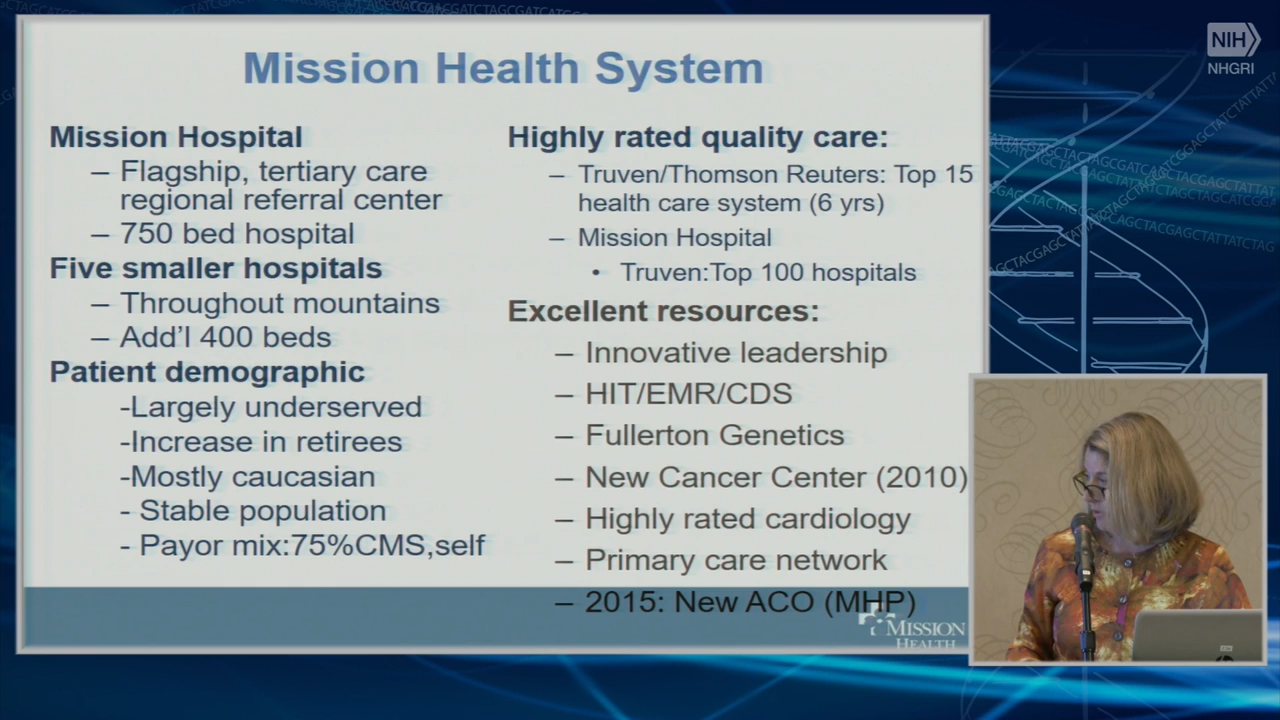 Mission Health System
Mission Hospital
– Flagship, tertiary care
regional referral center
– 750 bed hospital
Five smaller hospitals
– Throughout mountains
– Add'l 400 beds
Patient demographic
-Largely underserved
-Increase in retirees
-Mostly caucasian
- Stable population
- Payor mix:75%CMS,self
Highly rated quality care:
– Truven/Thomson Reuters: Top 15
health care system (6 yrs)
– Mission Hospital
• Truven:Top 100 hospitals
Excellent resources:
– Innovative leadership
– HIT/EMR/CDS
– Fullerton Genetics
– New Cancer Center (2010)
– Highly rated cardiology
– Primary care network
– 2015: New ACO (MHP)
MISSION
HEALTH
NIH
NHGRI